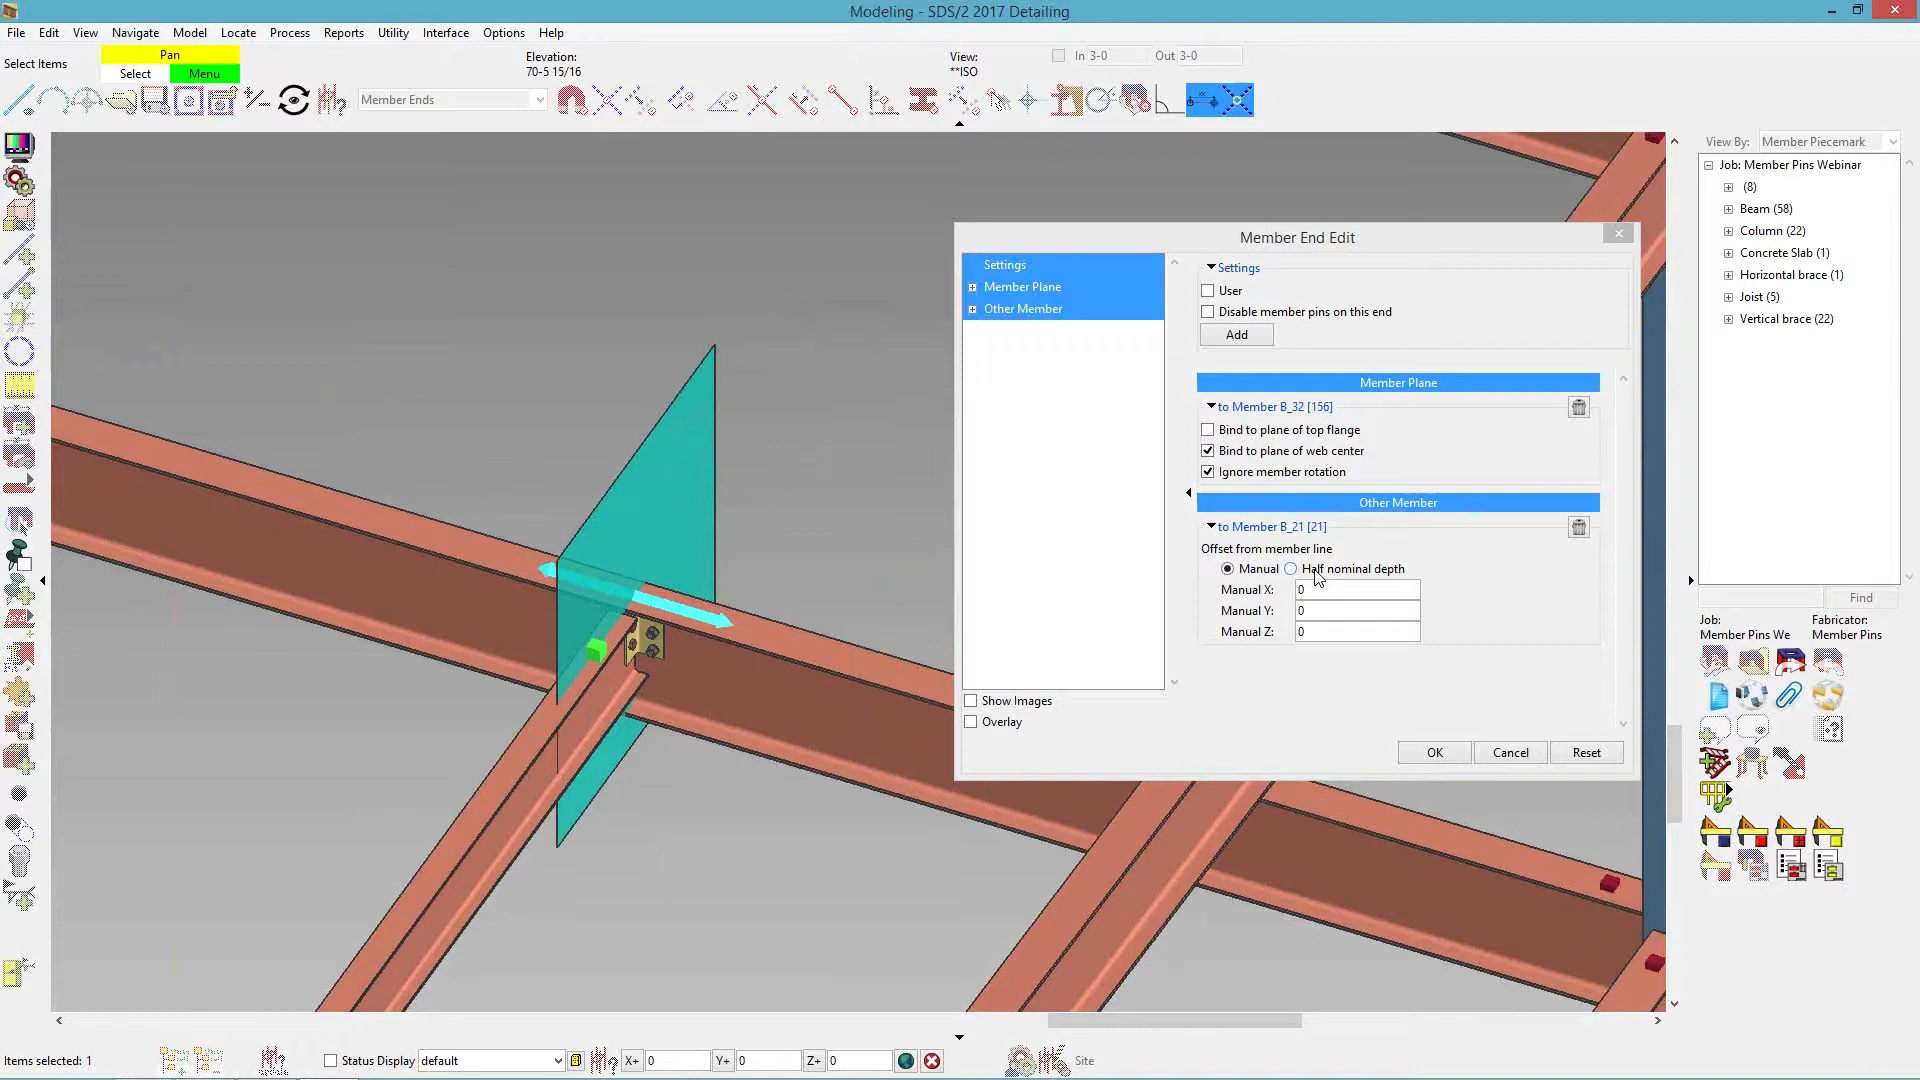 Modeling - SDS/2 2017 Detailing
File Edit View Navigate Model Locate Process Reports Utility Interface Options Help
Select Items
Pan
Select Menu
Elevation:
70-5 15/16
View:
**ISO
In 3-0 Out 3-0
Member Ends
View By: Member Piecemark
Job: Member Pins Webinar
(8)
Beam (58)
Column (22)
Concrete Slab (1)
Horizontal brace (1)
Joist (5)
Vertical brace (22)
Find
Job:
Member Pins We
Fabricator:
Member Pins
Member End Edit
Settings
Member Plane
Other Member
Show Images
Overlay
Settings
User
Disable member pins on this end
Add
Member Plane
to Member B_32 [156]
Bind to plane of top flange
Bind to plane of web center
Ignore member rotation
Other Member
to Member B_21 [21]
Offset from member line
Manual Half nominal depth
Manual X: 0
Manual Y: 0
Manual Z: 0
OK Cancel Reset
Items selected: 1
Status Display default
X+ 0 Y+ 0 Z+ 0
Site